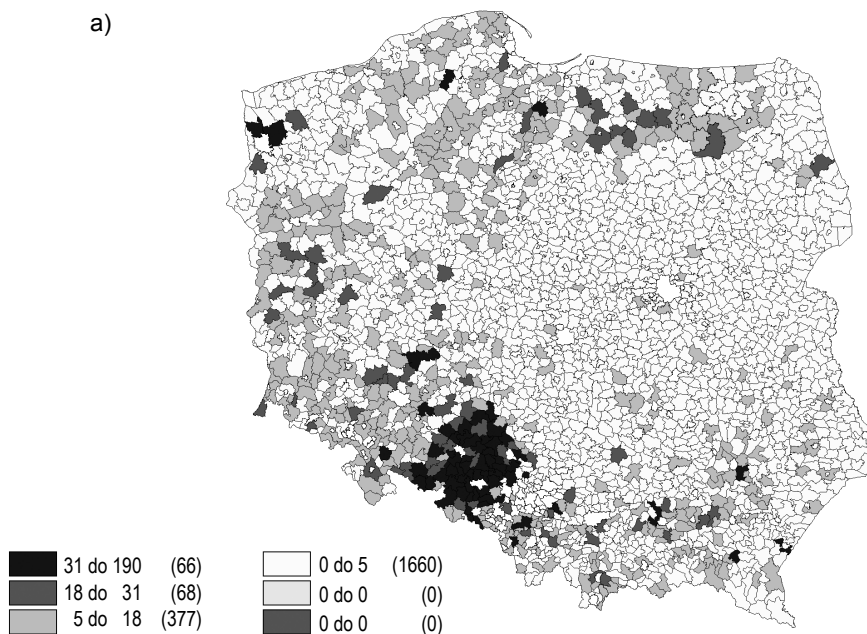 a)
31 do 190 (66)
18 do 31 (68)
5 do 18 (377)
0 do 5 (1660)
0 do 0 (0)
0 do 0 (0)